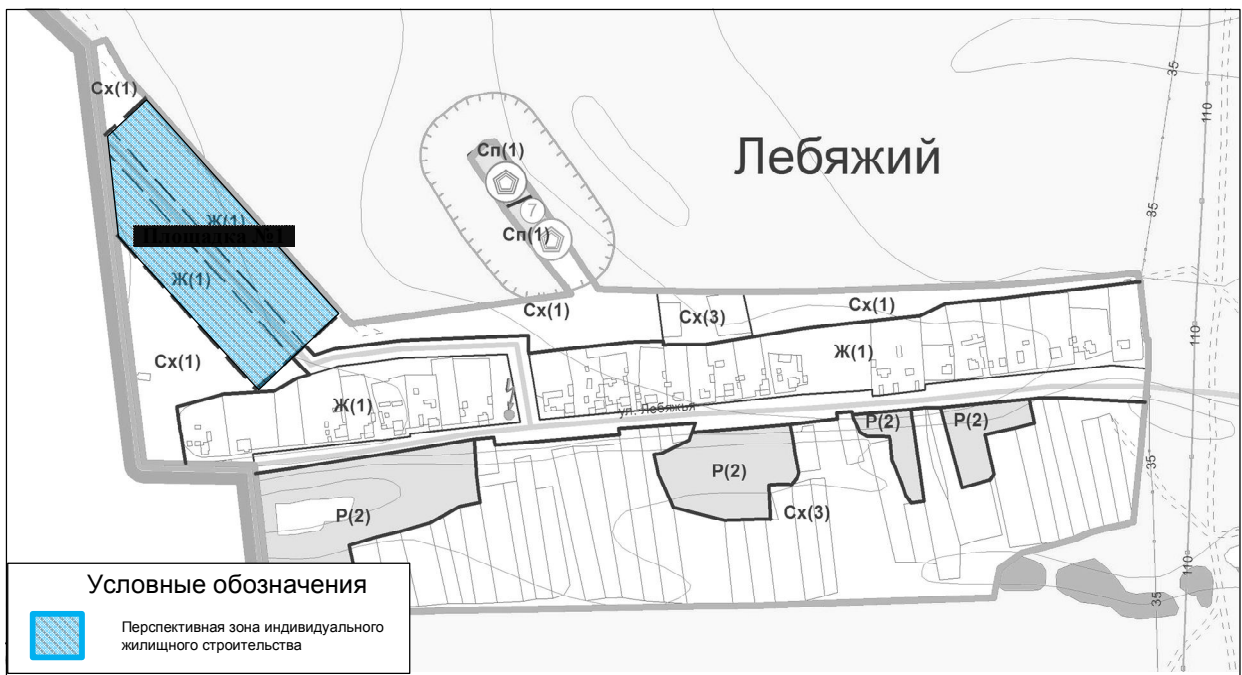 Сх(1)
35
110
Лебяжий
Сп(1)
7
Сп(1)
35
Ж(1)
Площадка №1
Ж(1)
Сх(1)
Сх(3)
Сх(1)
110
Сх(1)
Ж(1)
Ж(1)
ул. Лебяжья
Р(2)
Р(2)
Р(2)
Сх(3)
Р(2)
35
110
35
Условные обозначения
Перспективная зона индивидуального
жилищного строительства